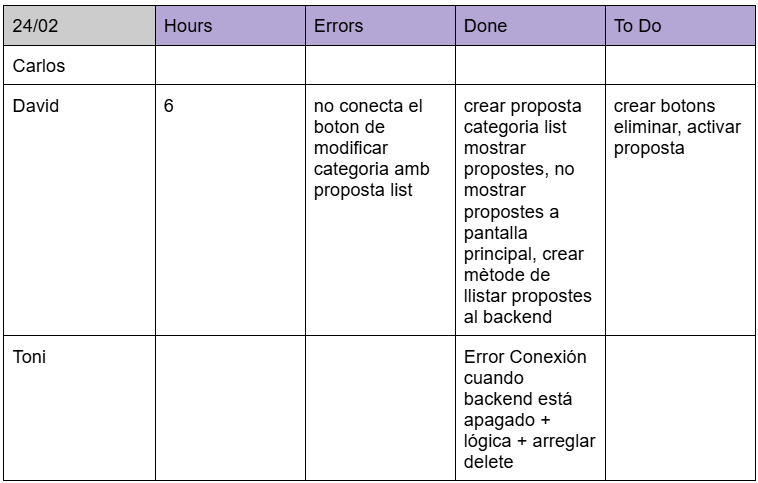 24/02
Hours
Errors
Done
To Do
Carlos
David
6
no conecta el
boton de
modificar
categoria amb
proposta list
crear proposta
categoria list
mostrar
propostes, no
mostrar
propostes a
pantalla
principal, crear
mètode de
llistar propostes
al backend
crear botons
eliminar, activar
proposta
Toni
Error Conexión
cuando
backend está
apagado +
lógica + arreglar
delete